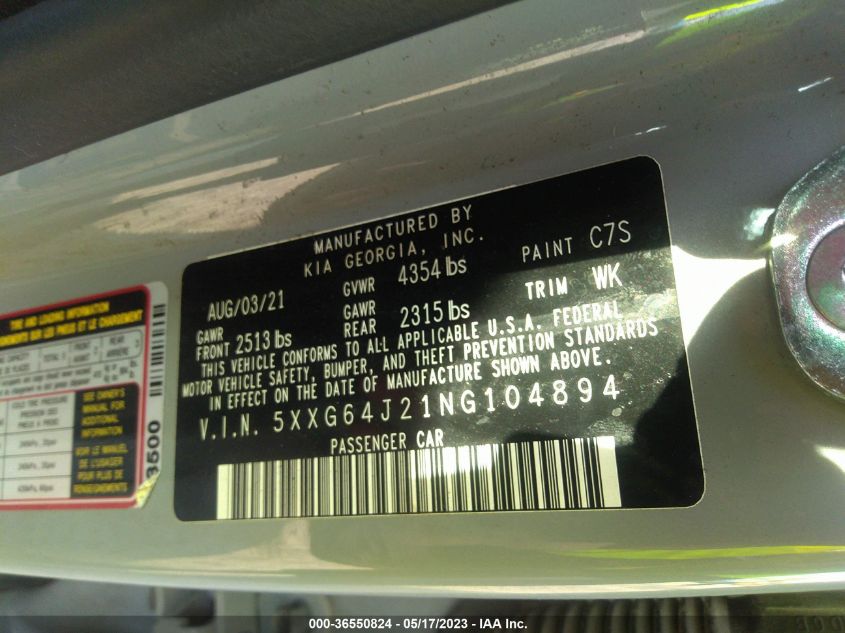 MANUFACTURED BY
KIA GEORGIA, INC.
AUG/03/21 GVWR 4354 lbs PAINT C7S
GAWR FRONT 2513 lbs GAWR REAR 2315 lbs TRIM WK
THIS VEHICLE CONFORMS TO ALL APPLICABLE U.S.A. FEDERAL
MOTOR VEHICLE SAFETY, BUMPER, AND THEFT PREVENTION STANDARDS
IN EFFECT ON THE DATE OF MANUFACTURE SHOWN ABOVE.
V.I.N. 5XXG64J21NG104894
PASSENGER CAR
TIRE AND LOADING INFORMATION
SEE OWNER'S
MANUAL FOR
ADDITIONAL
INFORMATION
VOIR LE MANUEL
DE L'USAGER
POUR PLUS DE
RENSEIGNEMENTS
3500
000-36550824 - 05/17/2023 - IAA Inc.